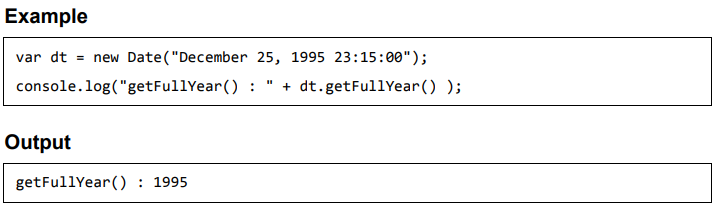 Example
var dt = new Date("December 25, 1995 23:15:00");
console.log("getFullYear() : " + dt.getFullYear() );
Output
getFullYear() : 1995